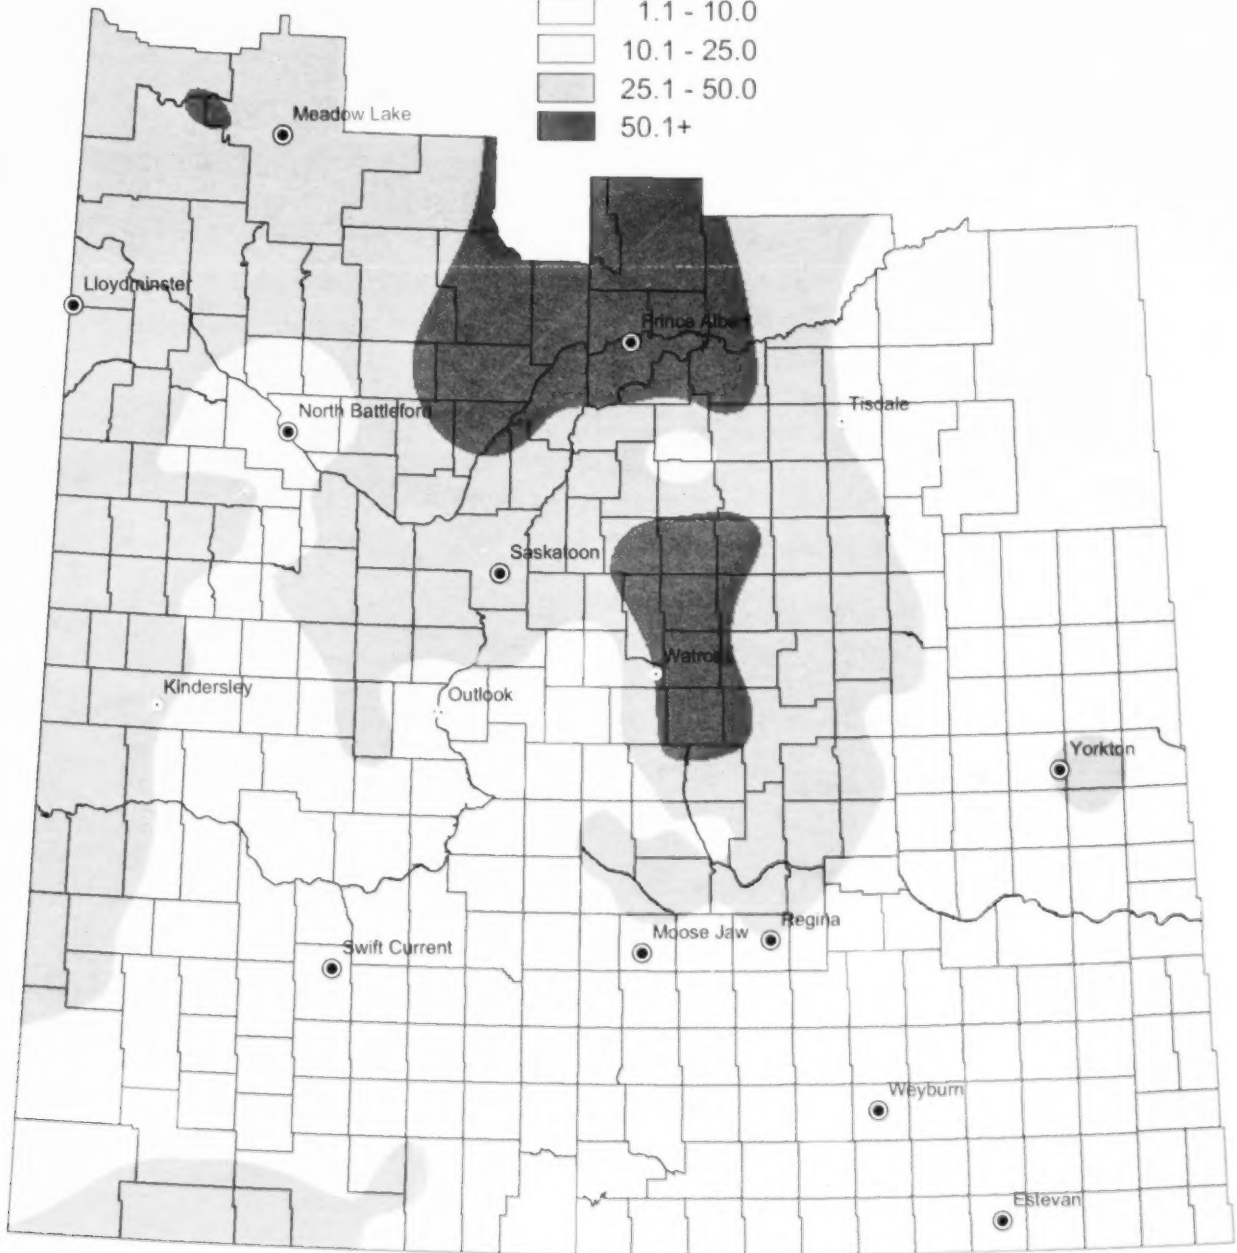 1.1 - 10.0
10.1 - 25.0
25.1 - 50.0
50.1+
Meadow Lake
Lloydminster
Prince Albert
North Battleford
Tisdale
Saskatoon
Watrous
Kindersley
Outlook
Yorkton
Moose Jaw
Regina
Swift Current
Weyburn
Estevan